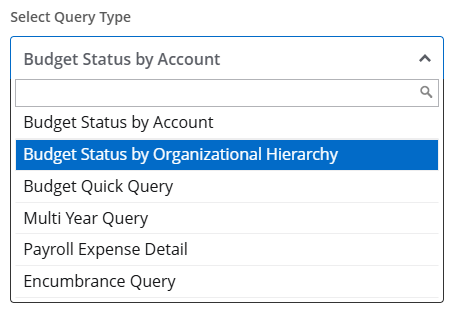 Select Query Type
Budget Status by Account
Budget Status by Account
Budget Status by Organizational Hierarchy
Budget Quick Query
Multi Year Query
Payroll Expense Detail
Encumbrance Query